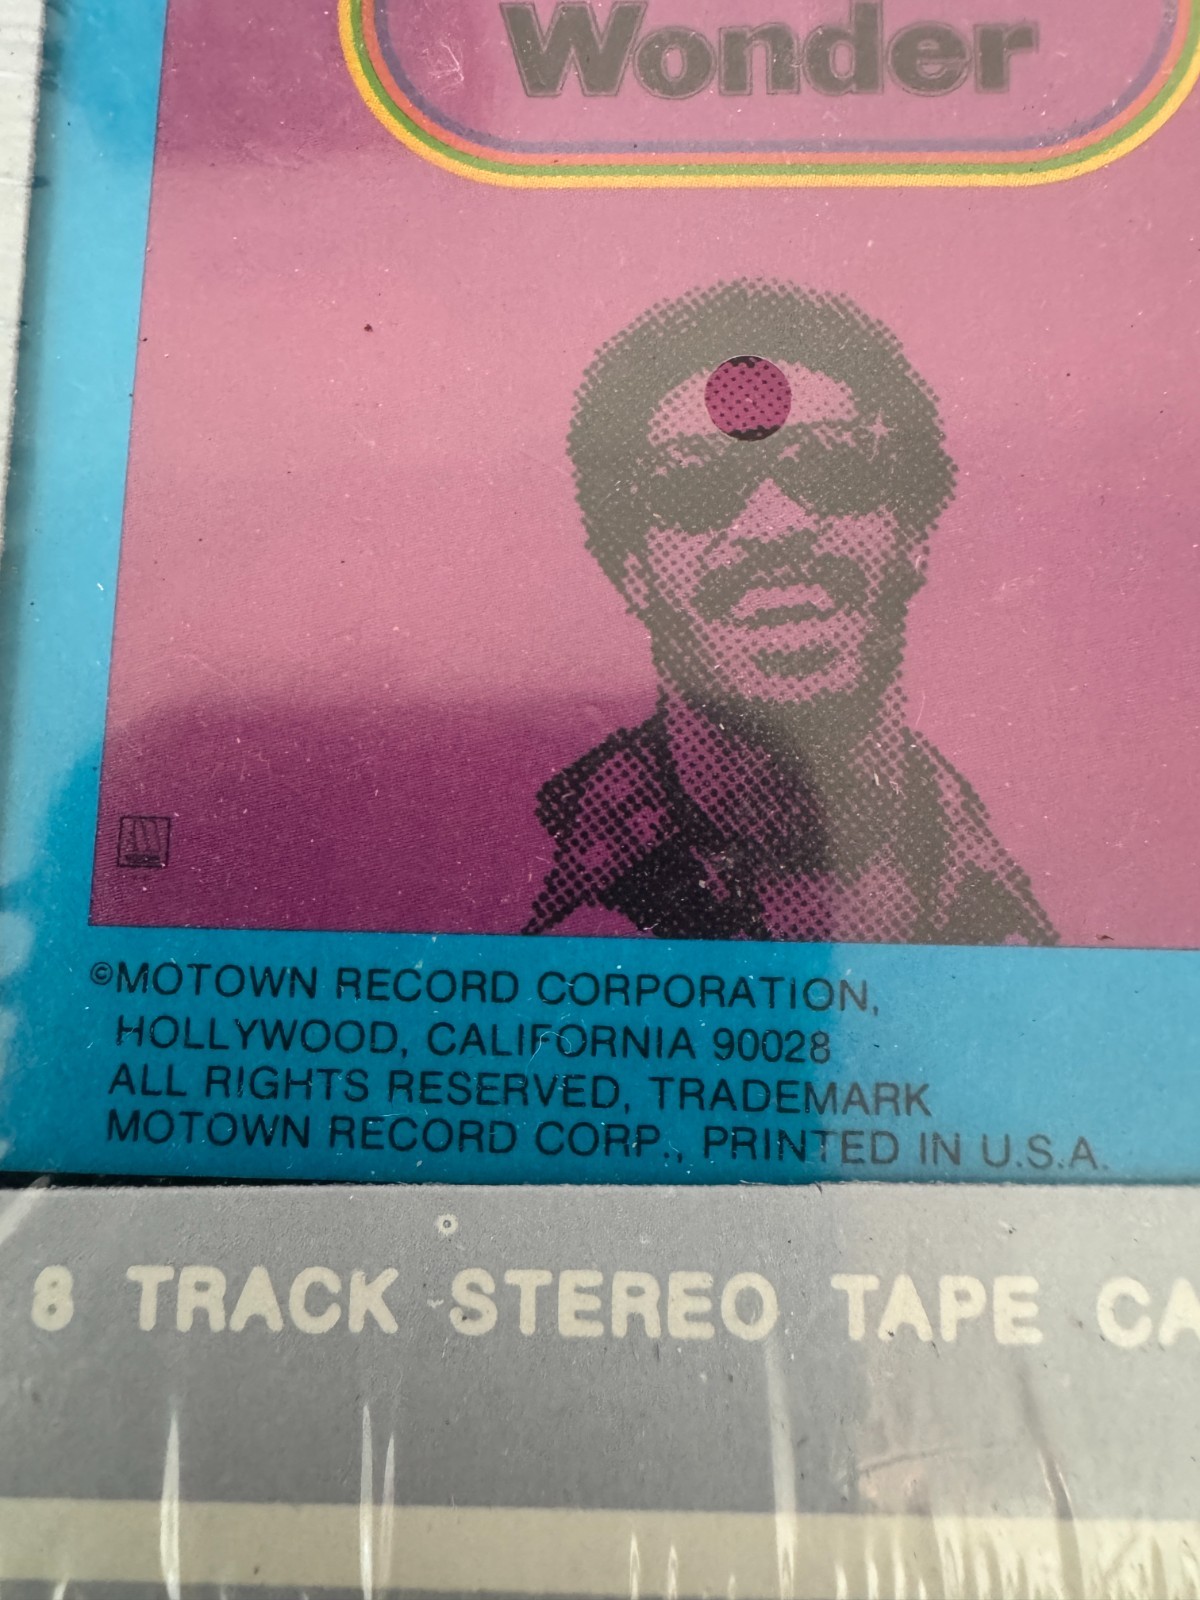 Wonder
©MOTOWN RECORD CORPORATION,
HOLLYWOOD, CALIFORNIA 90028
ALL RIGHTS RESERVED, TRADEMARK
MOTOWN RECORD CORP., PRINTED IN U.S.A.
8 TRACK STEREO TAPE CA